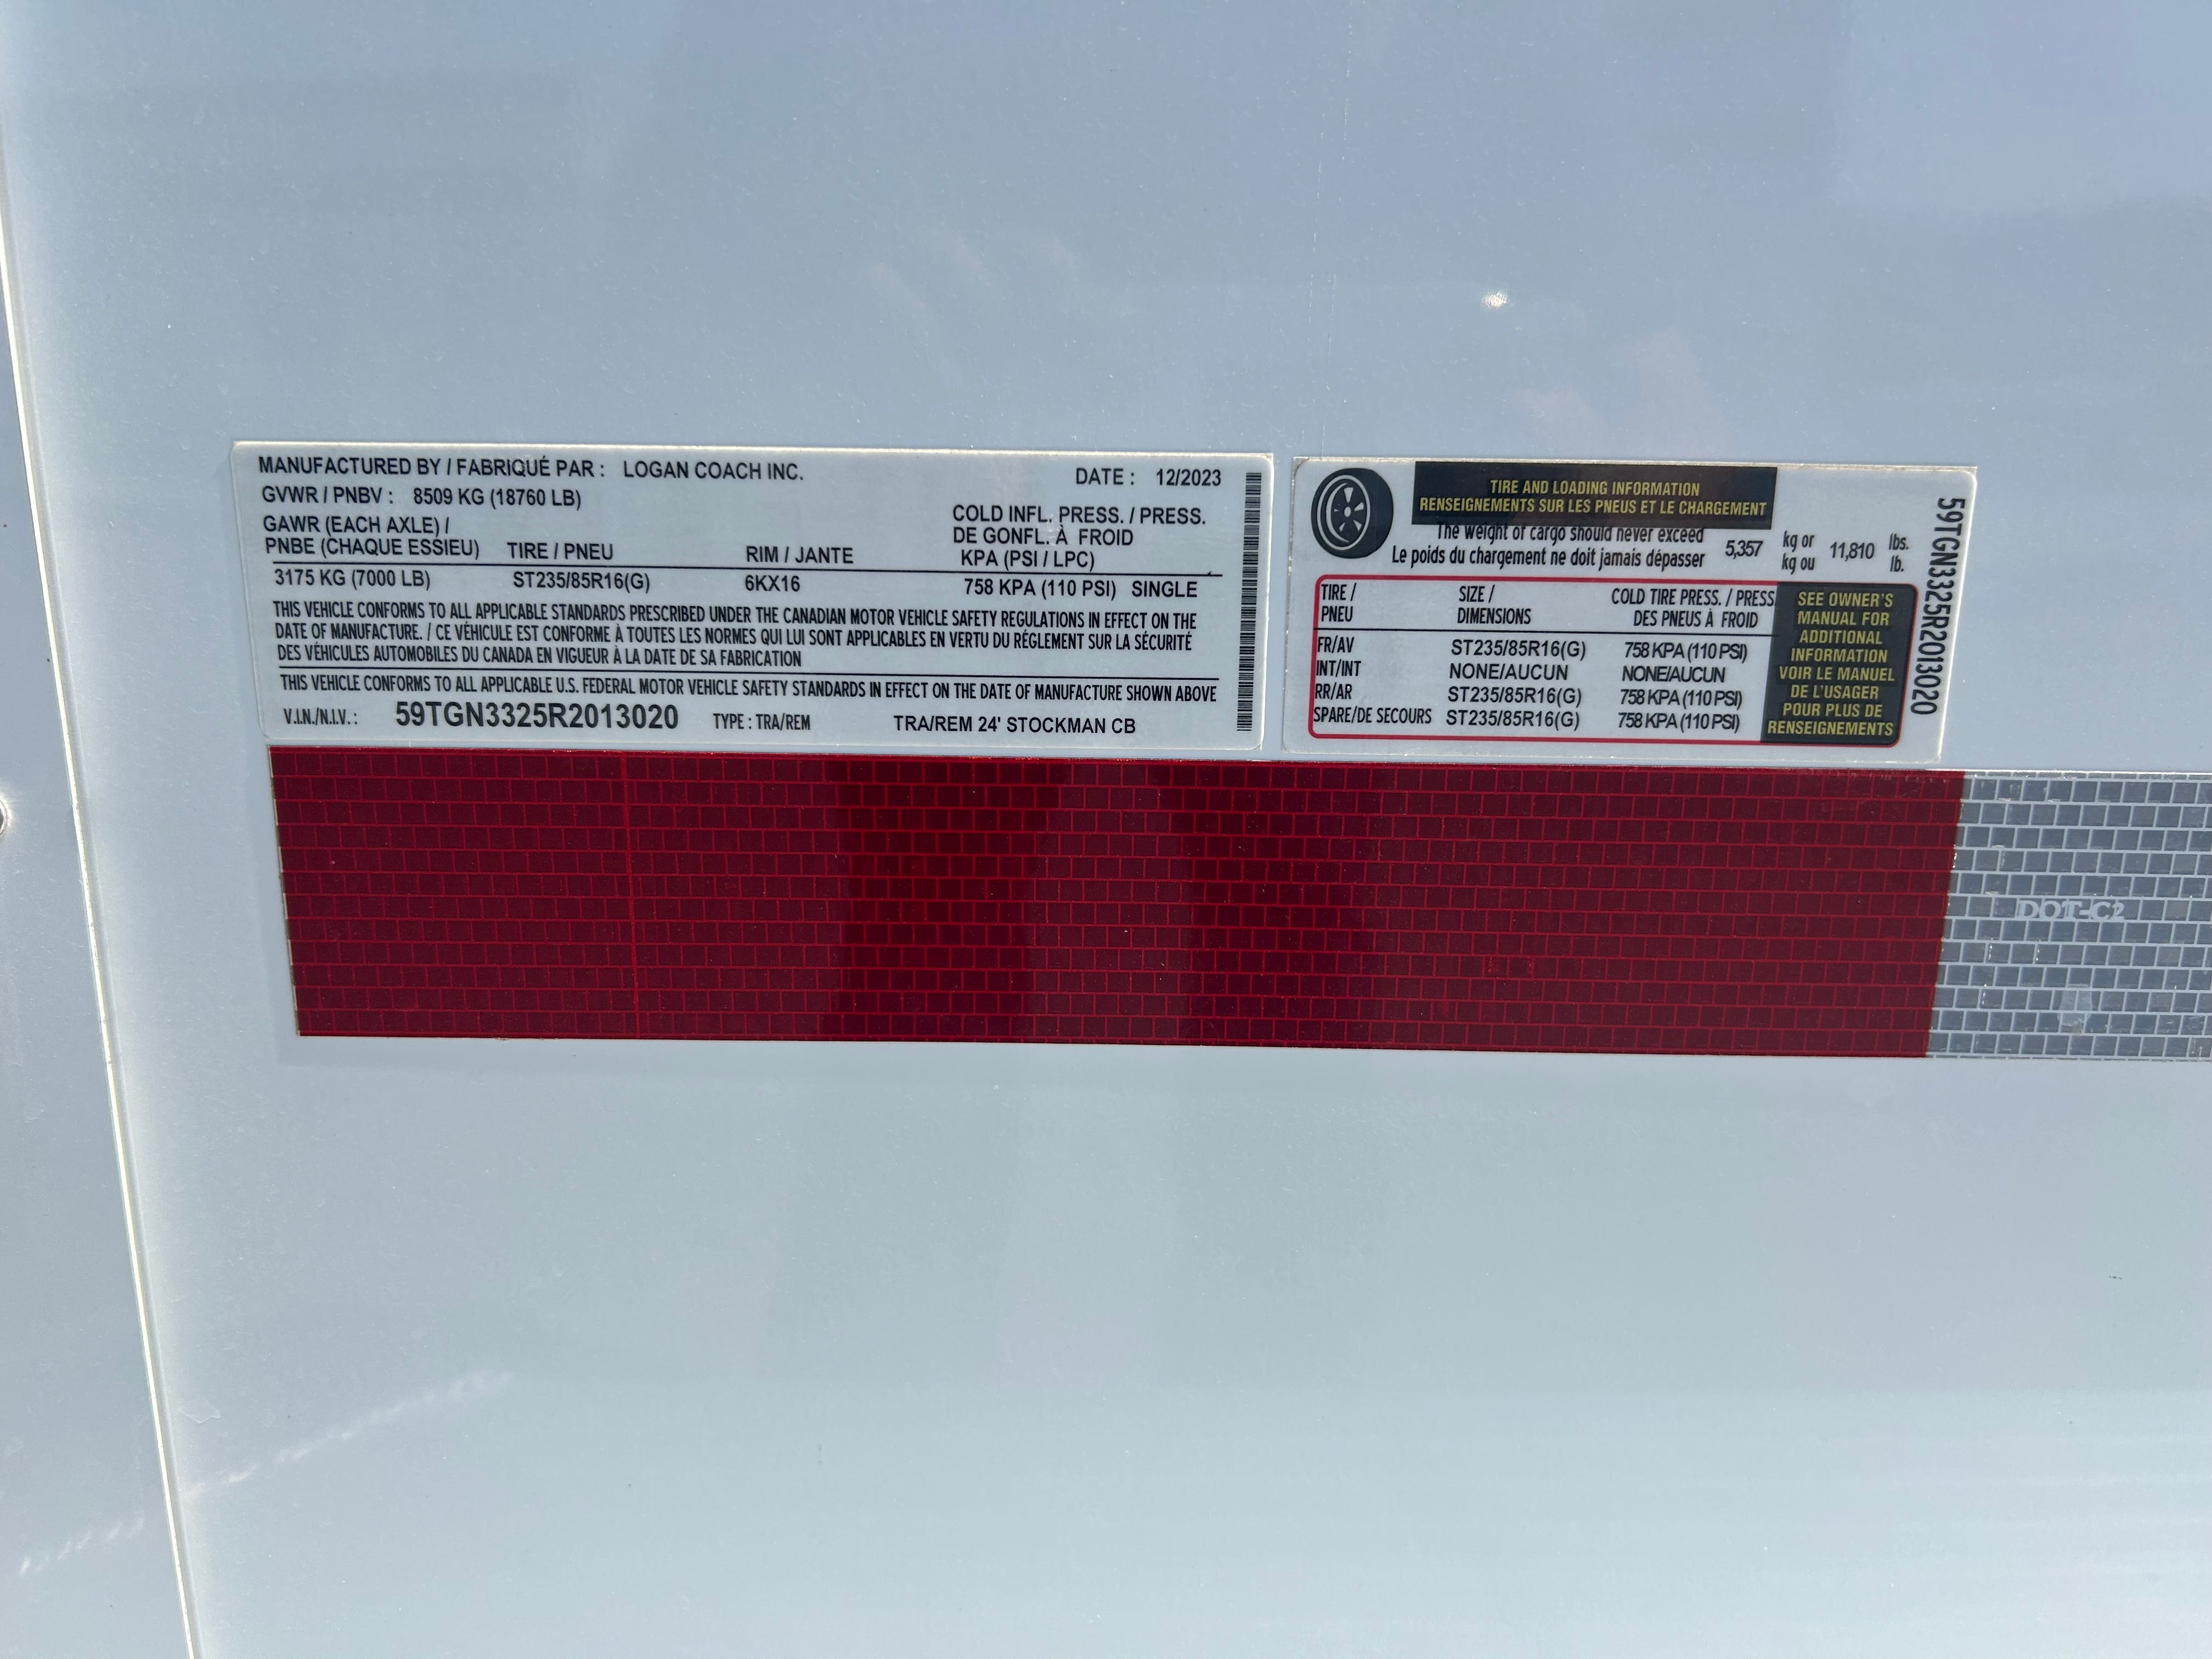 MANUFACTURED BY / FABRIQUÉ PAR : LOGAN COACH INC. DATE : 12/2023
GVWR / PNBV : 8509 KG (18760 LB)
GAWR (EACH AXLE) / COLD INFL. PRESS. / PRESS.
DE GONFL. À FROID
PNBE (CHAQUE ESSIEU) TIRE / PNEU RIM / JANTE KPA (PSI / LPC)
3175 KG (7000 LB) ST235/85R16(G) 6KX16 758 KPA (110 PSI) SINGLE
THIS VEHICLE CONFORMS TO ALL APPLICABLE STANDARDS PRESCRIBED UNDER THE CANADIAN MOTOR VEHICLE SAFETY REGULATIONS IN EFFECT ON THE
DATE OF MANUFACTURE. / CE VÉHICULE EST CONFORME À TOUTES LES NORMES QUI LUI SONT APPLICABLES EN VERTU DU RÉGLEMENT SUR LA SÉCURITÉ
DES VÉHICULES AUTOMOBILES DU CANADA EN VIGUEUR À LA DATE DE SA FABRICATION
THIS VEHICLE CONFORMS TO ALL APPLICABLE U.S. FEDERAL MOTOR VEHICLE SAFETY STANDARDS IN EFFECT ON THE DATE OF MANUFACTURE SHOWN ABOVE
V.I.N./N.I.V.: 59TGN3325R2013020 TYPE : TRA/REM TRA/REM 24' STOCKMAN CB
TIRE AND LOADING INFORMATION
RENSEIGNEMENTS SUR LES PNEUS ET LE CHARGEMENT
The weight of cargo should never exceed 5,357 kg or 11,810 lbs.
Le poids du chargement ne doit jamais dépasser kg ou lb.
TIRE / SIZE / COLD TIRE PRESS. / PRESS
PNEU DIMENSIONS DES PNEUS À FROID
FR/AV ST235/85R16(G) 758 KPA (110 PSI)
INT/INT NONE/AUCUN NONE/AUCUN
RR/AR ST235/85R16(G) 758 KPA (110 PSI)
SPARE/DE SECOURS ST235/85R16(G) 758 KPA (110 PSI)
SEE OWNER'S
MANUAL FOR
ADDITIONAL
INFORMATION
VOIR LE MANUEL
DE L'USAGER
POUR PLUS DE
RENSEIGNEMENTS
59TGN3325R2013020
DOT-C2